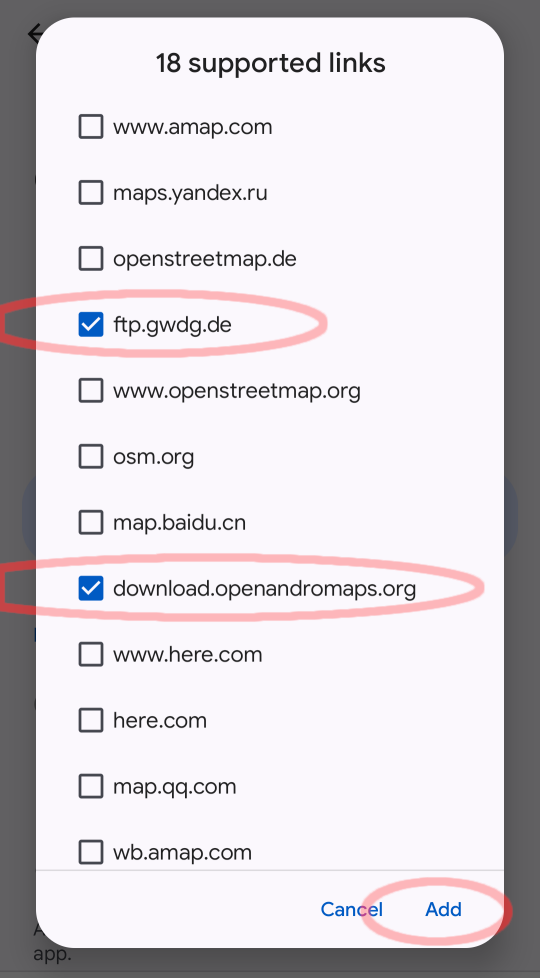 18 supported links
www.amap.com
maps.yandex.ru
openstreetmap.de
ftp.gwdg.de
www.openstreetmap.org
osm.org
map.baidu.cn
download.openandromaps.org
www.here.com
here.com
map.qq.com
wb.amap.com
Cancel
Add
app.